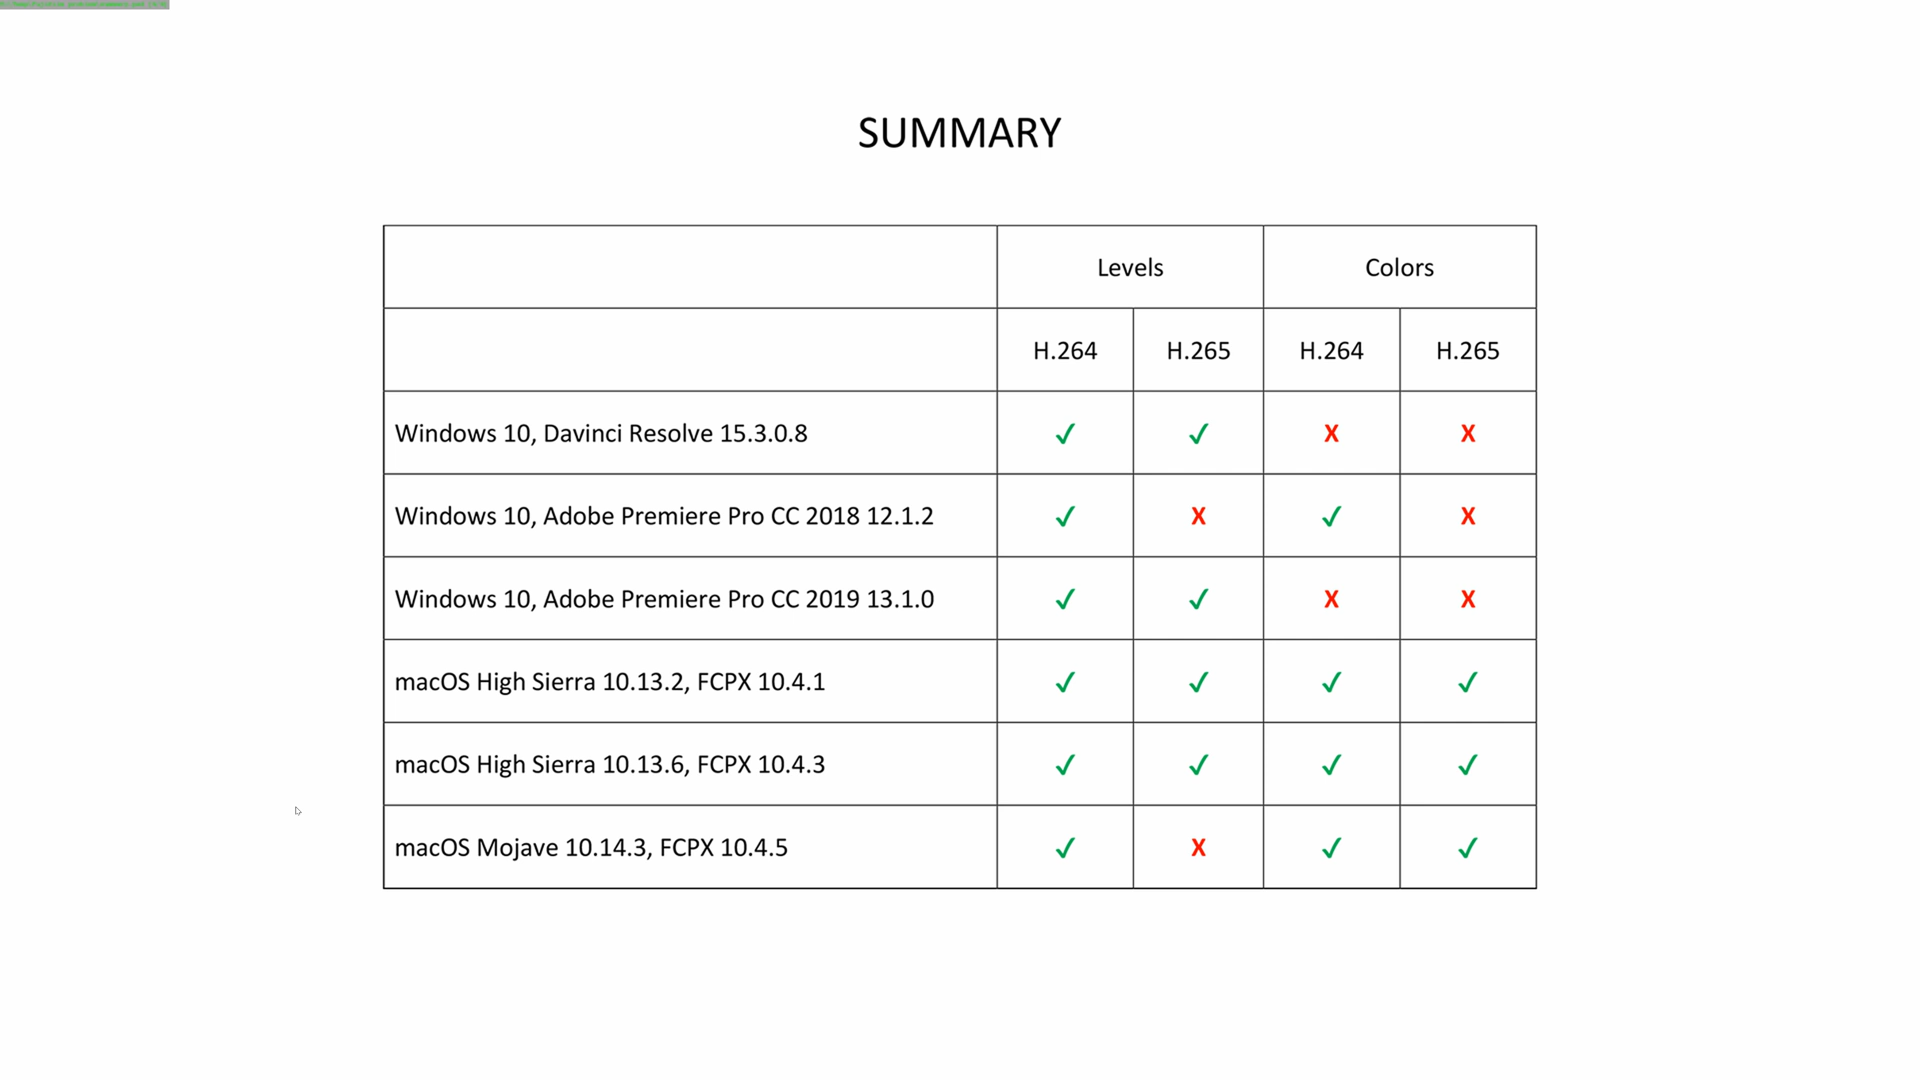 SUMMARY
Levels Colors
H.264 H.265 H.264 H.265
Windows 10, Davinci Resolve 15.3.0.8 ✓ ✓ X X
Windows 10, Adobe Premiere Pro CC 2018 12.1.2 ✓ X ✓ X
Windows 10, Adobe Premiere Pro CC 2019 13.1.0 ✓ ✓ X X
macOS High Sierra 10.13.2, FCPX 10.4.1 ✓ ✓ ✓ ✓
macOS High Sierra 10.13.6, FCPX 10.4.3 ✓ ✓ ✓ ✓
macOS Mojave 10.14.3, FCPX 10.4.5 ✓ X ✓ ✓